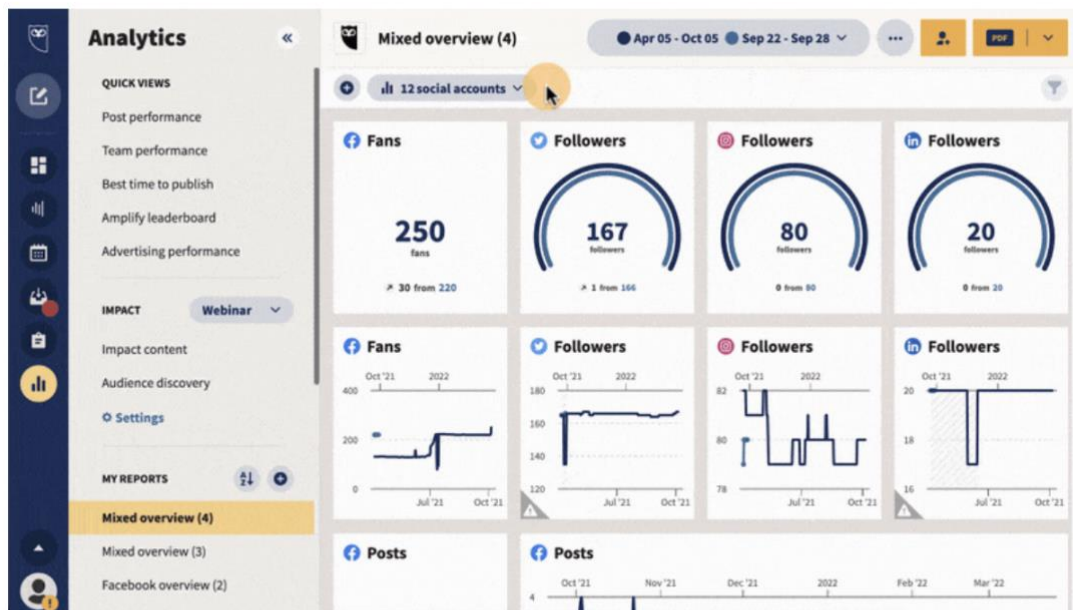 Analytics
«
QUICK VIEWS
Post performance
Team performance
Best time to publish
Amplify leaderboard
Advertising performance
IMPACT
Webinar
Impact content
Audience discovery
Settings
MY REPORTS
Mixed overview (4)
Mixed overview (3)
Facebook overview (2)
Mixed overview (4)
Apr 05 - Oct 05 Sep 22 - Sep 28
PDF
12 social accounts
Fans
250
fans
30 from 220
Followers
167
followers
1 from 166
Followers
80
followers
0 from 80
Followers
20
followers
0 from 20
Fans
Oct '21 2022
400
200
0
Jul '21 Oct '21
Followers
Oct '21 2022
180
160
140
120
Jul '21 Oct '21
Followers
Oct '21 2022
82
80
78
Jul '21 Oct '21
Followers
Oct '21 2022
20
18
16
Jul '21 Oct '21
Posts
Posts
Oct '21 Nov '21 Dec '21 2022 Feb '22 Mar '22
4